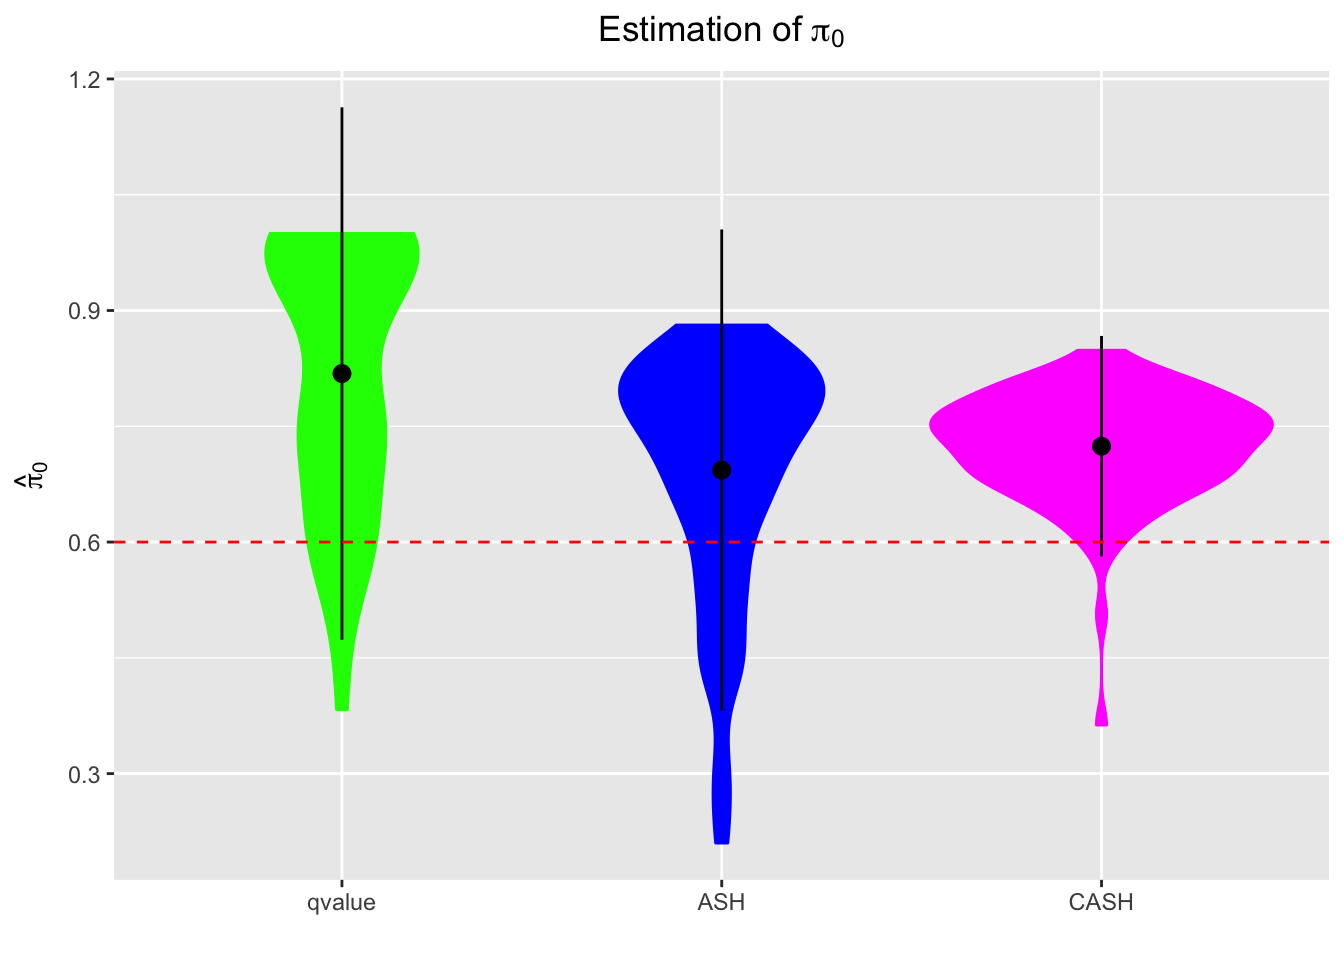 Estimation of π₀
1.2
0.9
0.6
0.3
π̂₀
qvalue
ASH
CASH